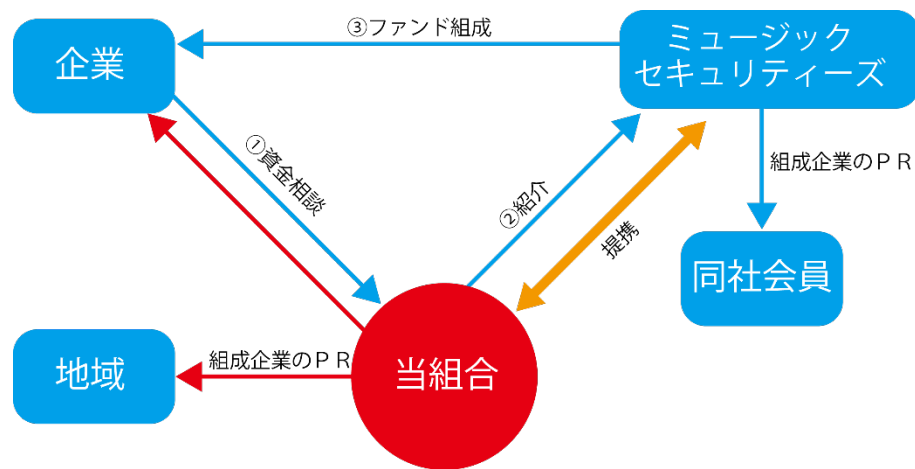 ③ファンド組成
企業
ミュージック
セキュリティーズ
①資金相談
②紹介
提携
組成企業のＰＲ
同社会員
地域
組成企業のＰＲ
当組合